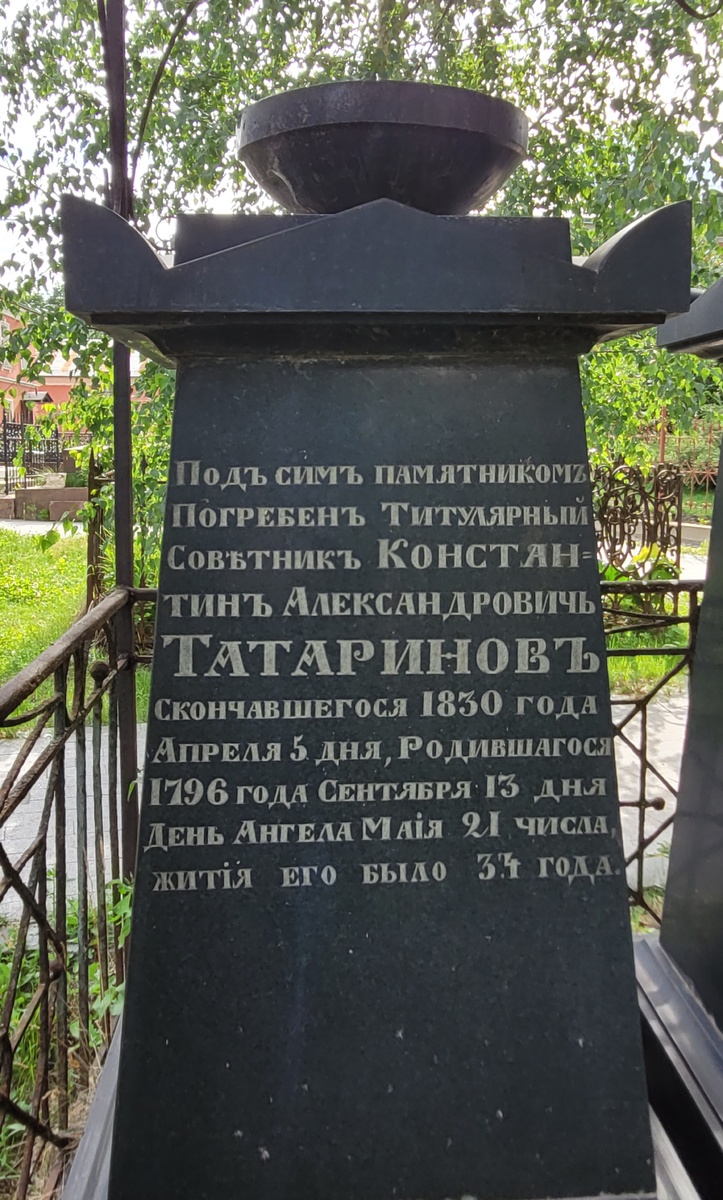 Подъ симъ памятникомъ
Погребенъ Титулярный
Совѣтникъ Констан=
тинъ Александровичь
Татариновъ
скончавшегося 1830 года
Апреля 5 дня, Родившагося
1796 года Сентября 13 дня
День Ангела Маія 21 числа,
житія его было 34 года.